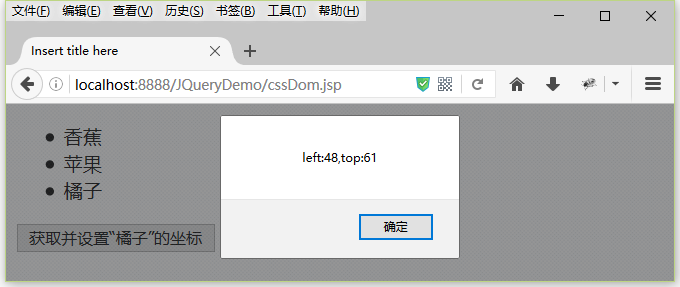 文件(F) 编辑(E) 查看(V) 历史(S) 书签(B) 工具(T) 帮助(H)
Insert title here
localhost:8888/JQueryDemo/cssDom.jsp
香蕉
苹果
橘子
获取并设置“橘子”的坐标
left:48,top:61
确定